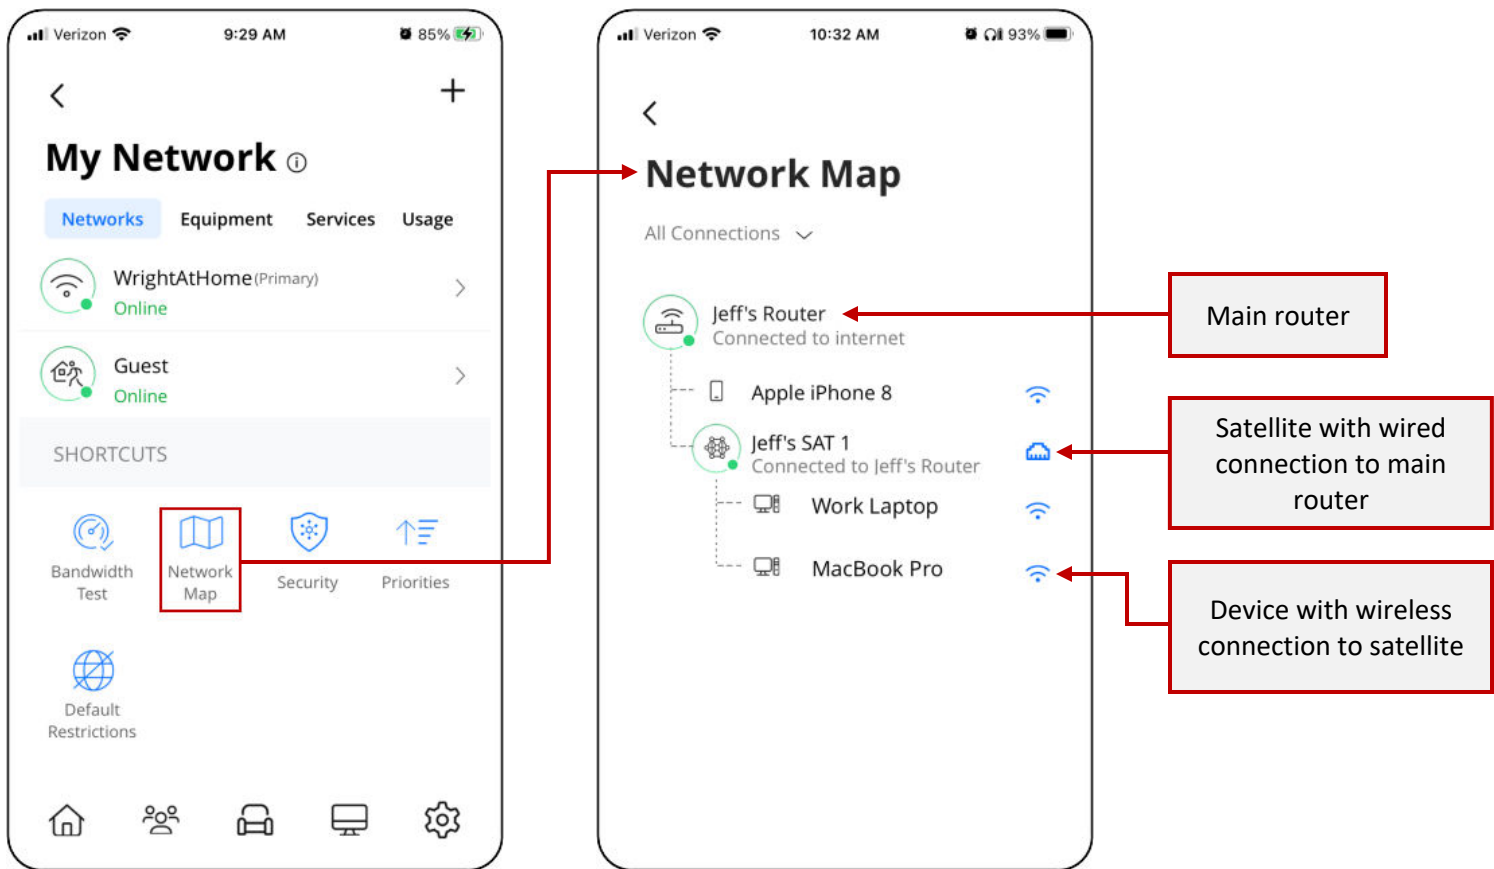 Verizon 9:29 AM 85%
My Network
Networks Equipment Services Usage
WrightAtHome (Primary)
Online
Guest
Online
SHORTCUTS
Bandwidth
Test
Network
Map
Security
Priorities
Default
Restrictions
Verizon 10:32 AM 93%
Network Map
All Connections
Jeff's Router
Connected to internet
Apple iPhone 8
Jeff's SAT 1
Connected to Jeff's Router
Work Laptop
MacBook Pro
Main router
Satellite with wired
connection to main
router
Device with wireless
connection to satellite